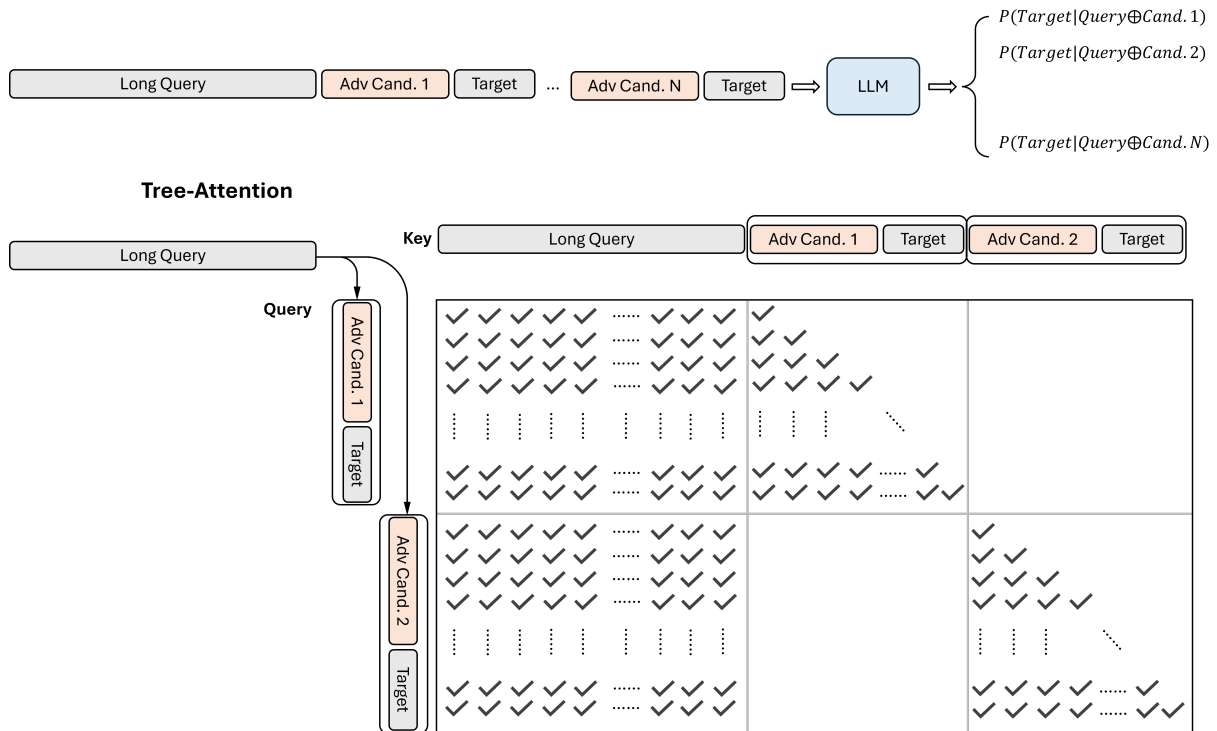 P(Target|Query⊕Cand. 1)
P(Target|Query⊕Cand. 2)
Long Query Adv Cand. 1 Target ... Adv Cand. N Target LLM
P(Target|Query⊕Cand. N)
Tree-Attention
Key Long Query Adv Cand. 1 Target Adv Cand. 2 Target
Long Query
Query
Adv Cand. 1
Target
Adv Cand. 2
Target